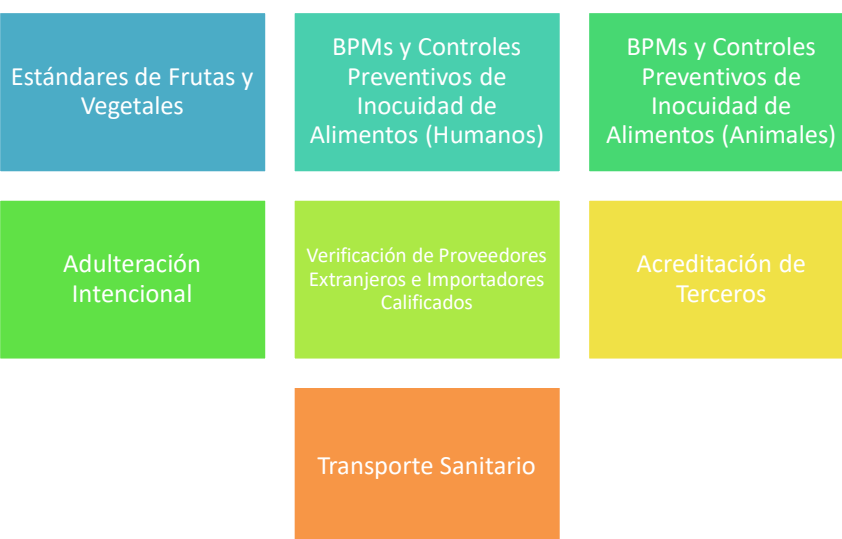 Estándares de Frutas y
Vegetales
BPMs y Controles
Preventivos de
Inocuidad de
Alimentos (Humanos)
BPMs y Controles
Preventivos de
Inocuidad de
Alimentos (Animales)
Adulteración
Intencional
Verificación de Proveedores
Extranjeros e Importadores
Calificados
Acreditación de
Terceros
Transporte Sanitario